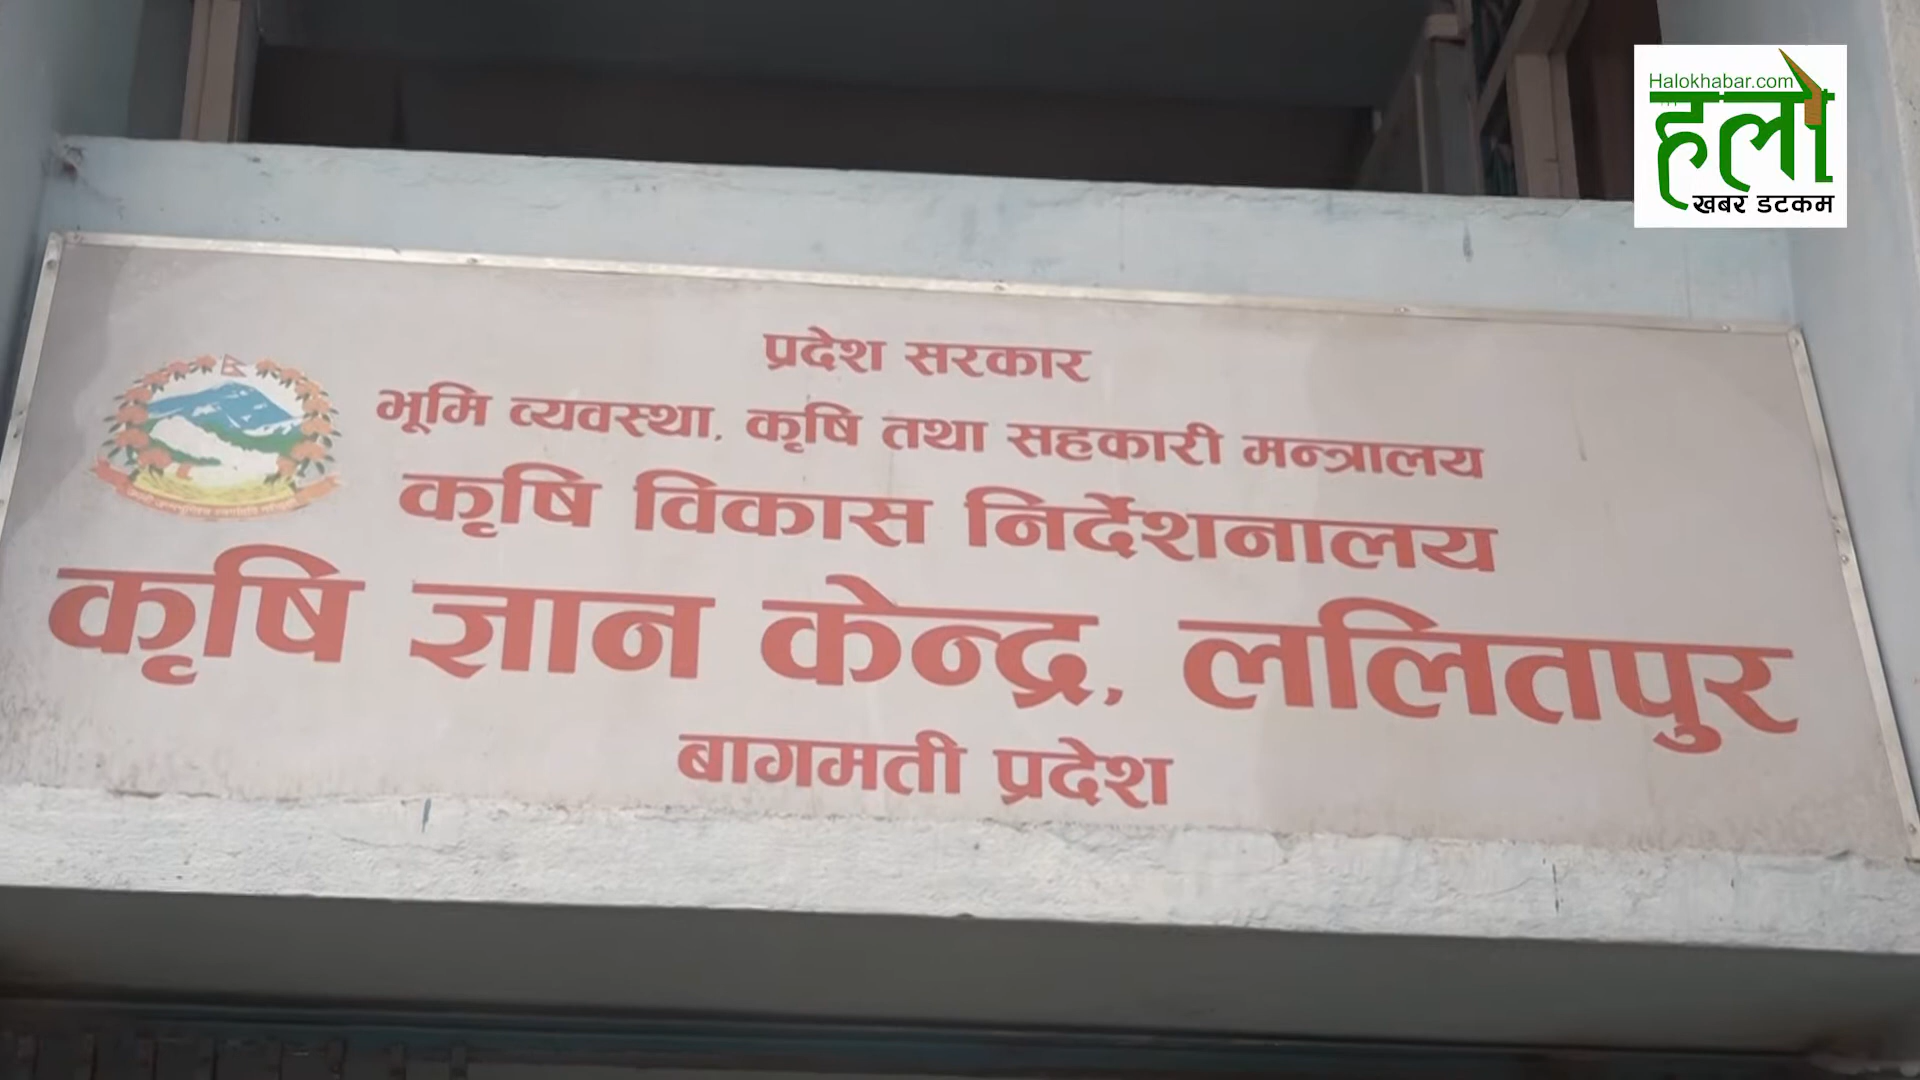 Halokhabar.com
हलो
खबर डटकम
प्रदेश सरकार
भूमि व्यवस्था, कृषि तथा सहकारी मन्त्रालय
कृषि विकास निर्देशनालय
कृषि ज्ञान केन्द्र, ललितपुर
बागमती प्रदेश